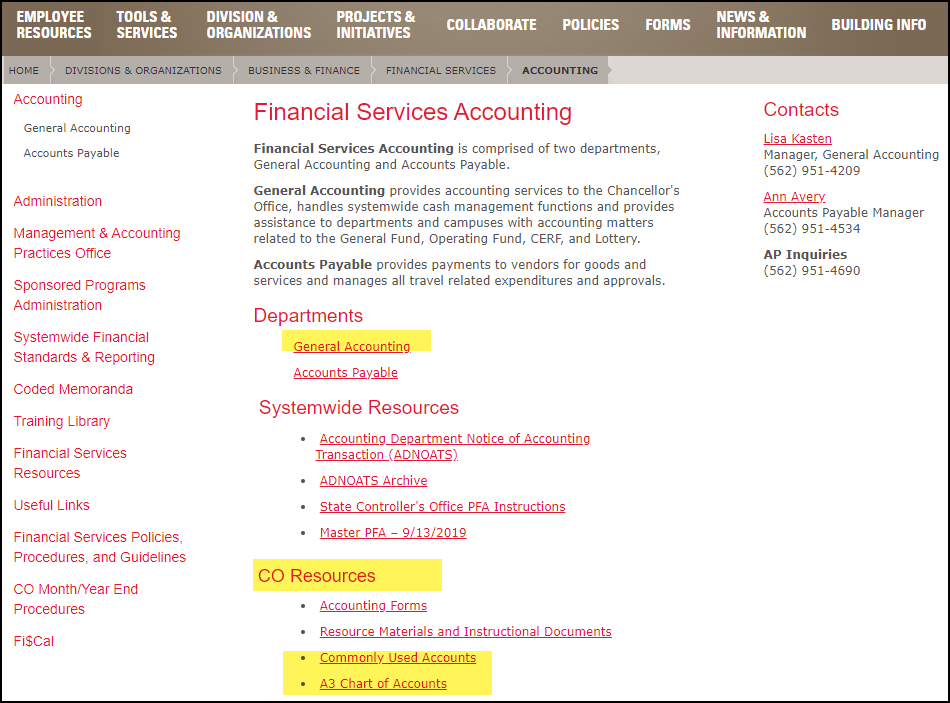 EMPLOYEE
RESOURCES
TOOLS &
SERVICES
DIVISION &
ORGANIZATIONS
PROJECTS &
INITIATIVES
COLLABORATE
POLICIES
FORMS
NEWS &
INFORMATION
BUILDING INFO
HOME
DIVISIONS & ORGANIZATIONS
BUSINESS & FINANCE
FINANCIAL SERVICES
ACCOUNTING
Accounting
General Accounting
Accounts Payable
Administration
Management & Accounting
Practices Office
Sponsored Programs
Administration
Systemwide Financial
Standards & Reporting
Coded Memoranda
Training Library
Financial Services
Resources
Useful Links
Financial Services Policies,
Procedures, and Guidelines
CO Month/Year End
Procedures
Fi$Cal
Financial Services Accounting
Financial Services Accounting is comprised of two departments,
General Accounting and Accounts Payable.
General Accounting provides accounting services to the Chancellor's
Office, handles systemwide cash management functions and provides
assistance to departments and campuses with accounting matters
related to the General Fund, Operating Fund, CERF, and Lottery.
Accounts Payable provides payments to vendors for goods and
services and manages all travel related expenditures and approvals.
Departments
General Accounting
Accounts Payable
Systemwide Resources
• Accounting Department Notice of Accounting
Transaction (ADNOATS)
• ADNOATS Archive
• State Controller's Office PFA Instructions
• Master PFA – 9/13/2019
CO Resources
• Accounting Forms
• Resource Materials and Instructional Documents
• Commonly Used Accounts
• A3 Chart of Accounts
Contacts
Lisa Kasten
Manager, General Accounting
(562) 951-4209
Ann Avery
Accounts Payable Manager
(562) 951-4534
AP Inquiries
(562) 951-4690